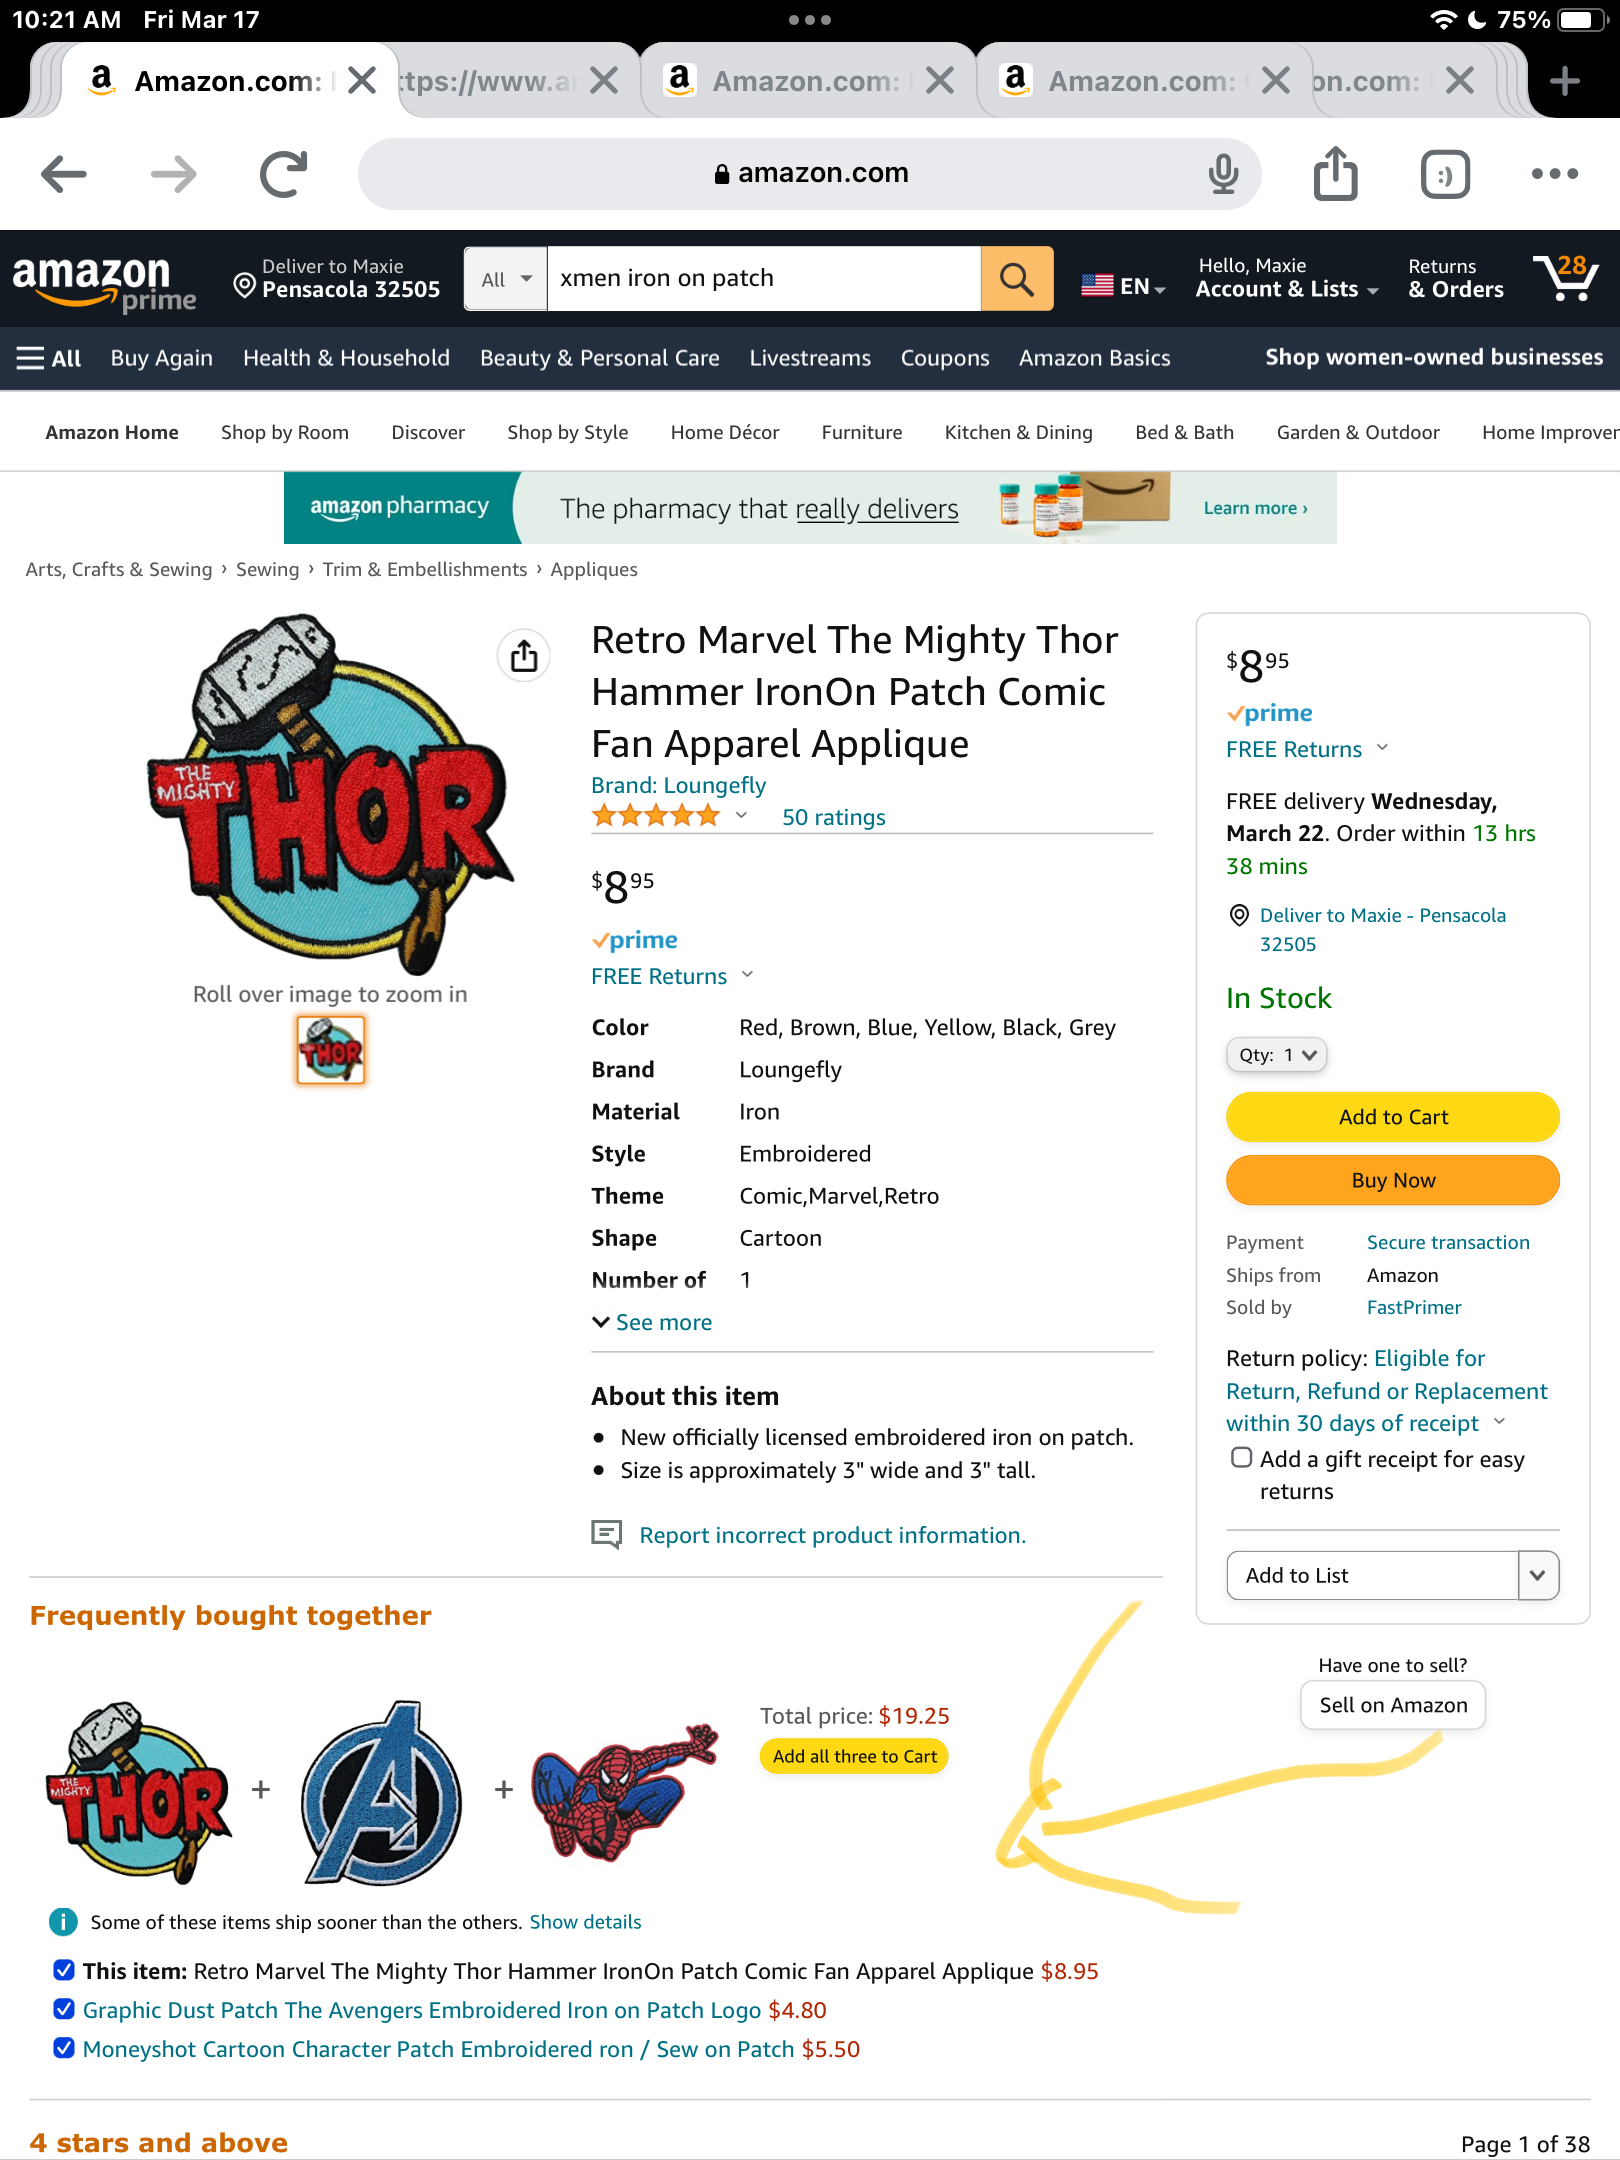 10:21 AM Fri Mar 17
75%
Amazon.com:
ttps://www.a
Amazon.com:
Amazon.com:
on.com:
amazon.com
amazon prime
Deliver to Maxie
Pensacola 32505
All
xmen iron on patch
EN
Hello, Maxie
Account & Lists
Returns
& Orders
28
All Buy Again Health & Household Beauty & Personal Care Livestreams Coupons Amazon Basics Shop women-owned businesses
Amazon Home Shop by Room Discover Shop by Style Home Décor Furniture Kitchen & Dining Bed & Bath Garden & Outdoor Home Improver
amazon pharmacy The pharmacy that really delivers Learn more ›
Arts, Crafts & Sewing › Sewing › Trim & Embellishments › Appliques
THE
MIGHTY
THOR
Roll over image to zoom in
THOR
Retro Marvel The Mighty Thor
Hammer IronOn Patch Comic
Fan Apparel Applique
Brand: Loungefly
50 ratings
$8 95
prime
FREE Returns
Color Red, Brown, Blue, Yellow, Black, Grey
Brand Loungefly
Material Iron
Style Embroidered
Theme Comic,Marvel,Retro
Shape Cartoon
Number of 1
See more
About this item
• New officially licensed embroidered iron on patch.
• Size is approximately 3" wide and 3" tall.
Report incorrect product information.
$8 95
prime
FREE Returns
FREE delivery Wednesday,
March 22. Order within 13 hrs
38 mins
Deliver to Maxie - Pensacola
32505
In Stock
Qty: 1
Add to Cart
Buy Now
Payment Secure transaction
Ships from Amazon
Sold by FastPrimer
Return policy: Eligible for
Return, Refund or Replacement
within 30 days of receipt
Add a gift receipt for easy
returns
Add to List
Have one to sell?
Sell on Amazon
Frequently bought together
THE
MIGHTY
THOR
+
A
+
Total price: $19.25
Add all three to Cart
Some of these items ship sooner than the others. Show details
This item: Retro Marvel The Mighty Thor Hammer IronOn Patch Comic Fan Apparel Applique $8.95
Graphic Dust Patch The Avengers Embroidered Iron on Patch Logo $4.80
Moneyshot Cartoon Character Patch Embroidered ron / Sew on Patch $5.50
4 stars and above
Page 1 of 38